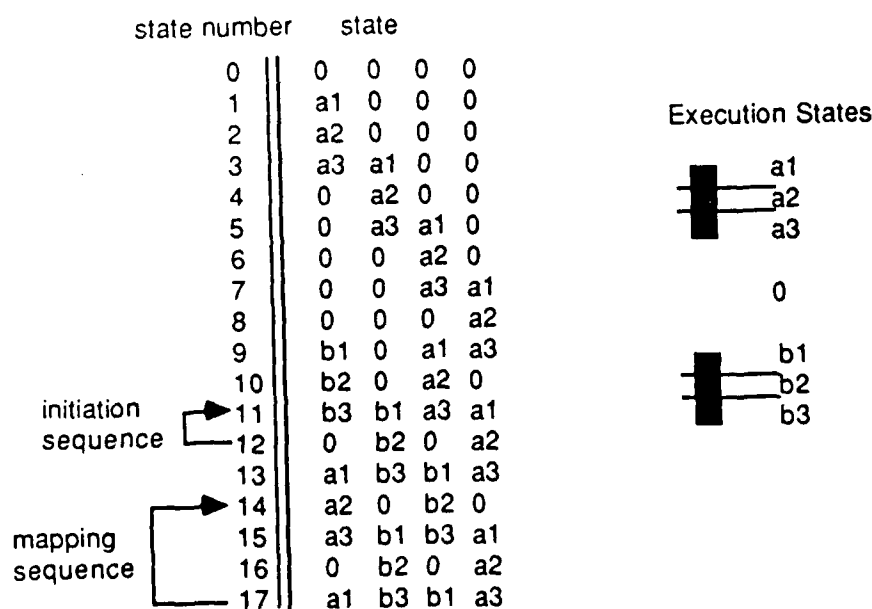 state number state
0 0 0 0 0
1 a1 0 0 0
2 a2 0 0 0
3 a3 a1 0 0
4 0 a2 0 0
5 0 a3 a1 0
6 0 0 a2 0
7 0 0 a3 a1
8 0 0 0 a2
9 b1 0 a1 a3
10 b2 0 a2 0
11 b3 b1 a3 a1
12 0 b2 0 a2
13 a1 b3 b1 a3
14 a2 0 b2 0
15 a3 b1 b3 a1
16 0 b2 0 a2
17 a1 b3 b1 a3
initiation
sequence
mapping
sequence
Execution States
a1
a2
a3
0
b1
b2
b3